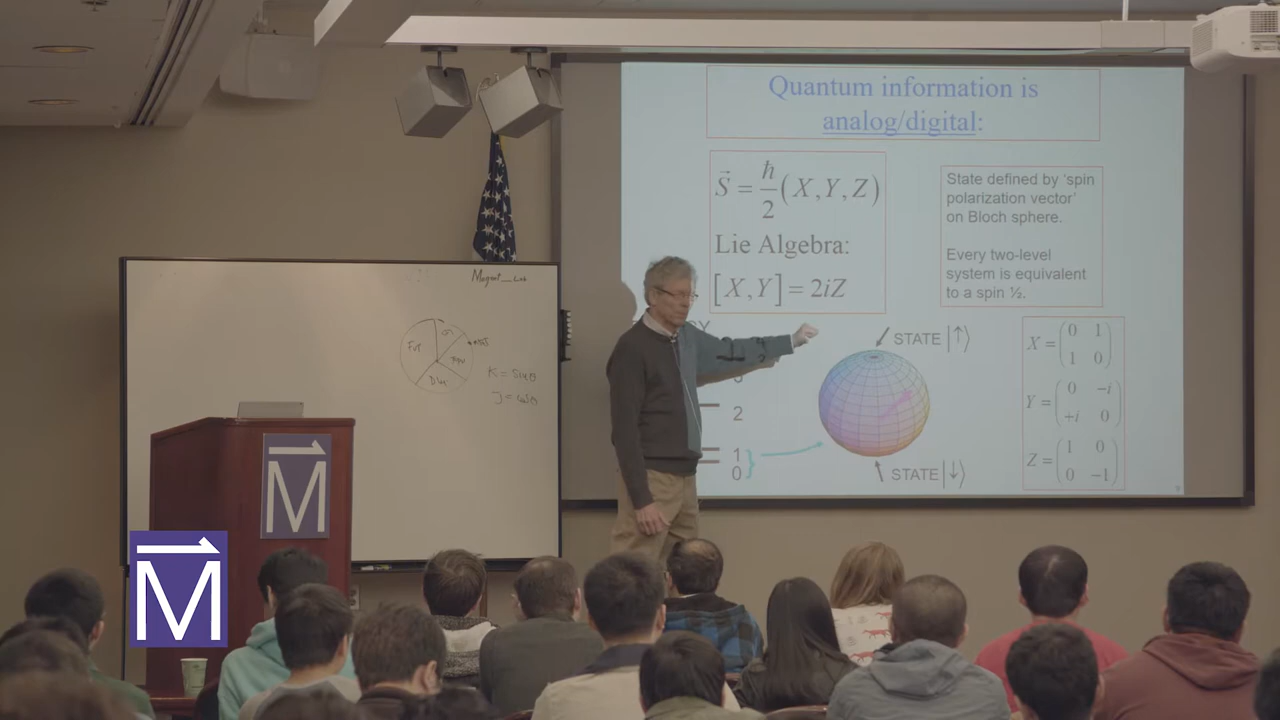 Quantum information is
analog/digital:
S⃗ = ℏ/2 (X, Y, Z)
Lie Algebra:
[X, Y] = 2iZ
State defined by 'spin
polarization vector'
on Bloch sphere.
Every two-level
system is equivalent
to a spin ½.
STATE |↑⟩
STATE |↓⟩
2
1
0
X = (0 1
1 0)
Y = (0 -i
+i 0)
Z = (1 0
0 -1)
K = sinθ
J = cosθ
M
M